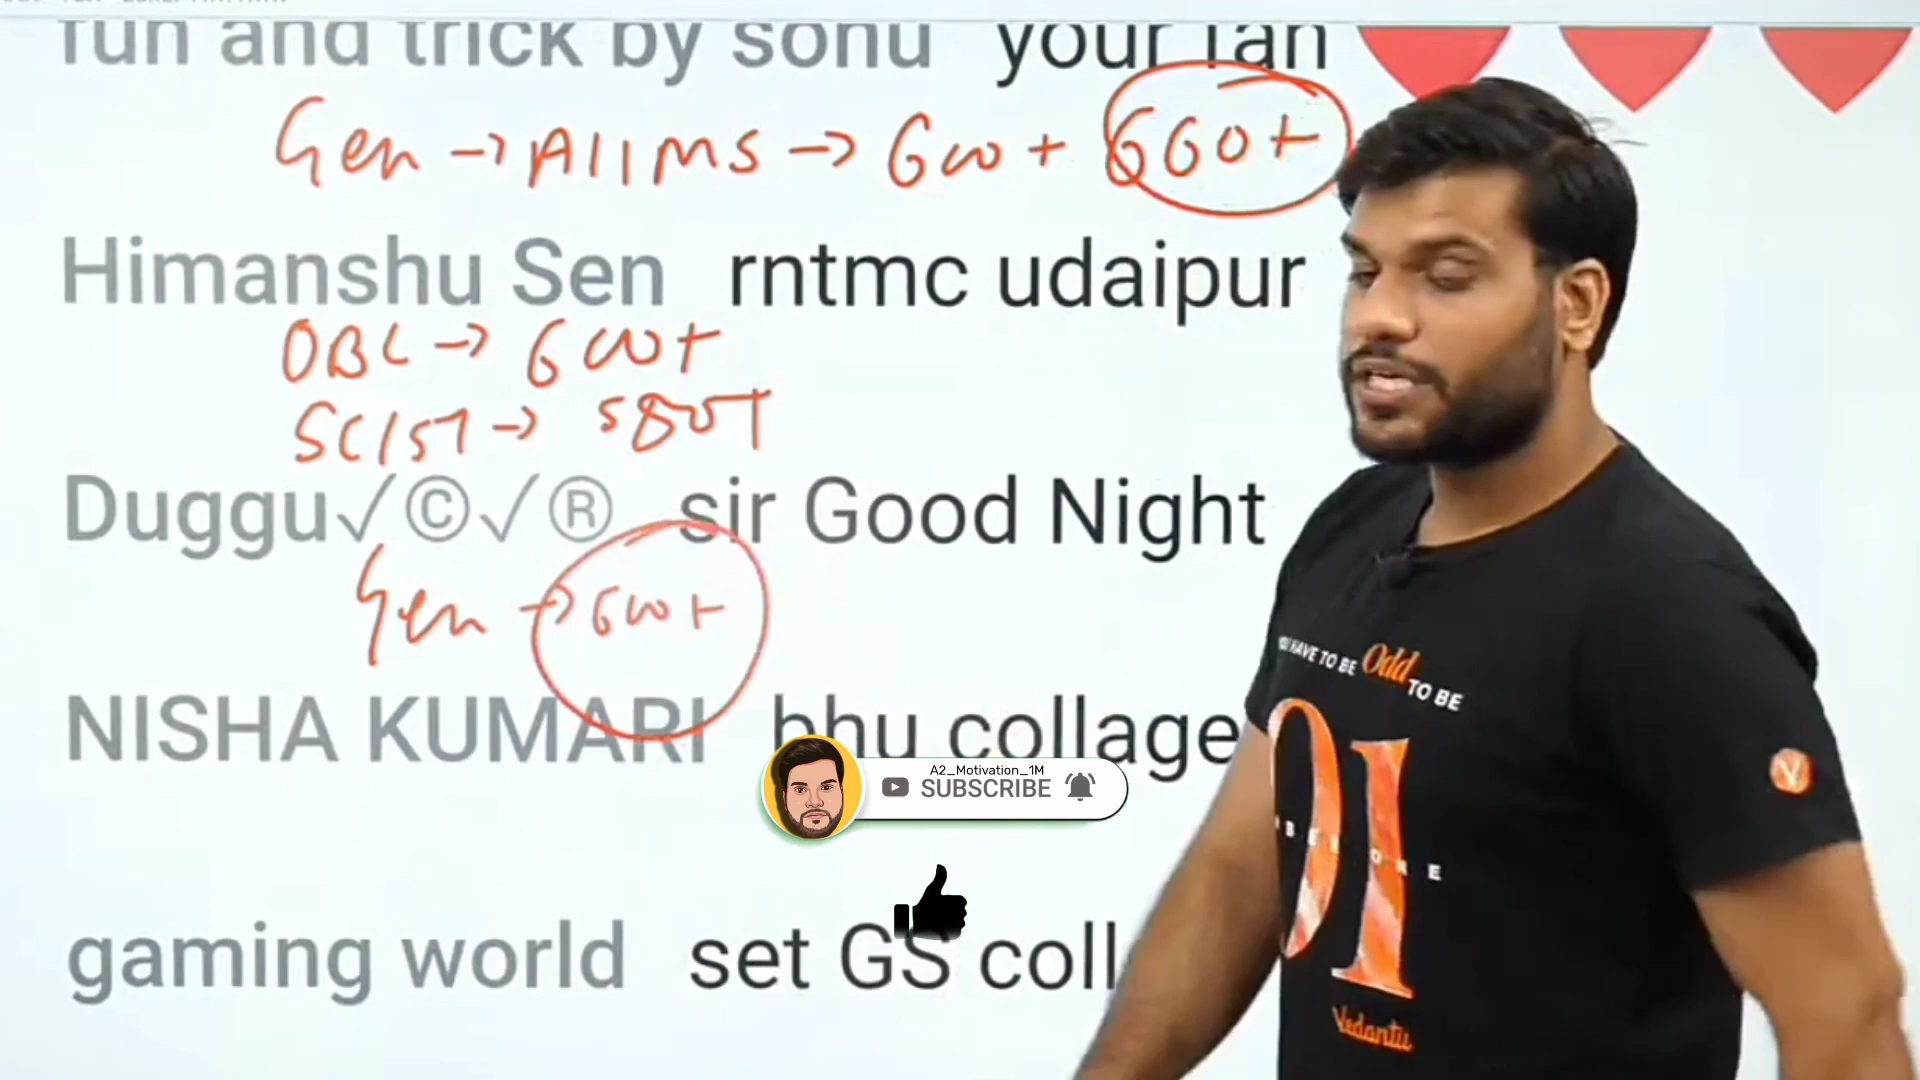 fun and trick by sonu your fan
Gen → AIIMS → 600+ 660+
Himanshu Sen rntmc udaipur
OBC → 600+
SC/ST → 580+
Duggu✓©✓® sir Good Night
Gen → 600+
NISHA KUMARI bhu collage
A2_Motivation_1M
SUBSCRIBE
gaming world set GS coll
HAVE TO BE Odd TO BE
01
Vedantu